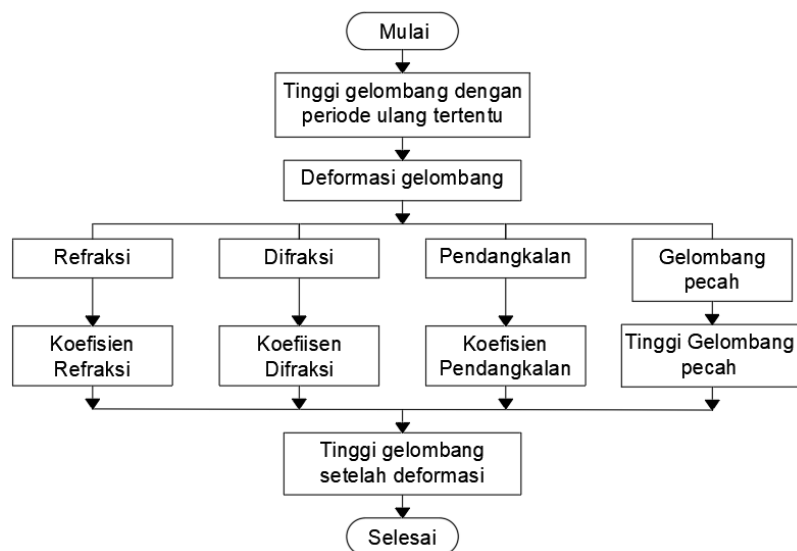 Mulai
Tinggi gelombang dengan
periode ulang tertentu
Deformasi gelombang
Refraksi
Difraksi
Pendangkalan
Gelombang
pecah
Koefisien
Refraksi
Koefiisen
Difraksi
Koefisien
Pendangkalan
Tinggi Gelombang
pecah
Tinggi gelombang
setelah deformasi
Selesai